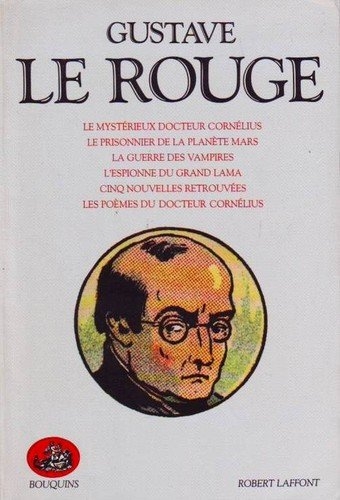 GUSTAVE
LE ROUGE
LE MYSTÉRIEUX DOCTEUR CORNÉLIUS
LE PRISONNIER DE LA PLANÈTE MARS
LA GUERRE DES VAMPIRES
L'ESPIONNE DU GRAND LAMA
CINQ NOUVELLES RETROUVÉES
LES POÈMES DU DOCTEUR CORNÉLIUS
BOUQUINS
ROBERT LAFFONT